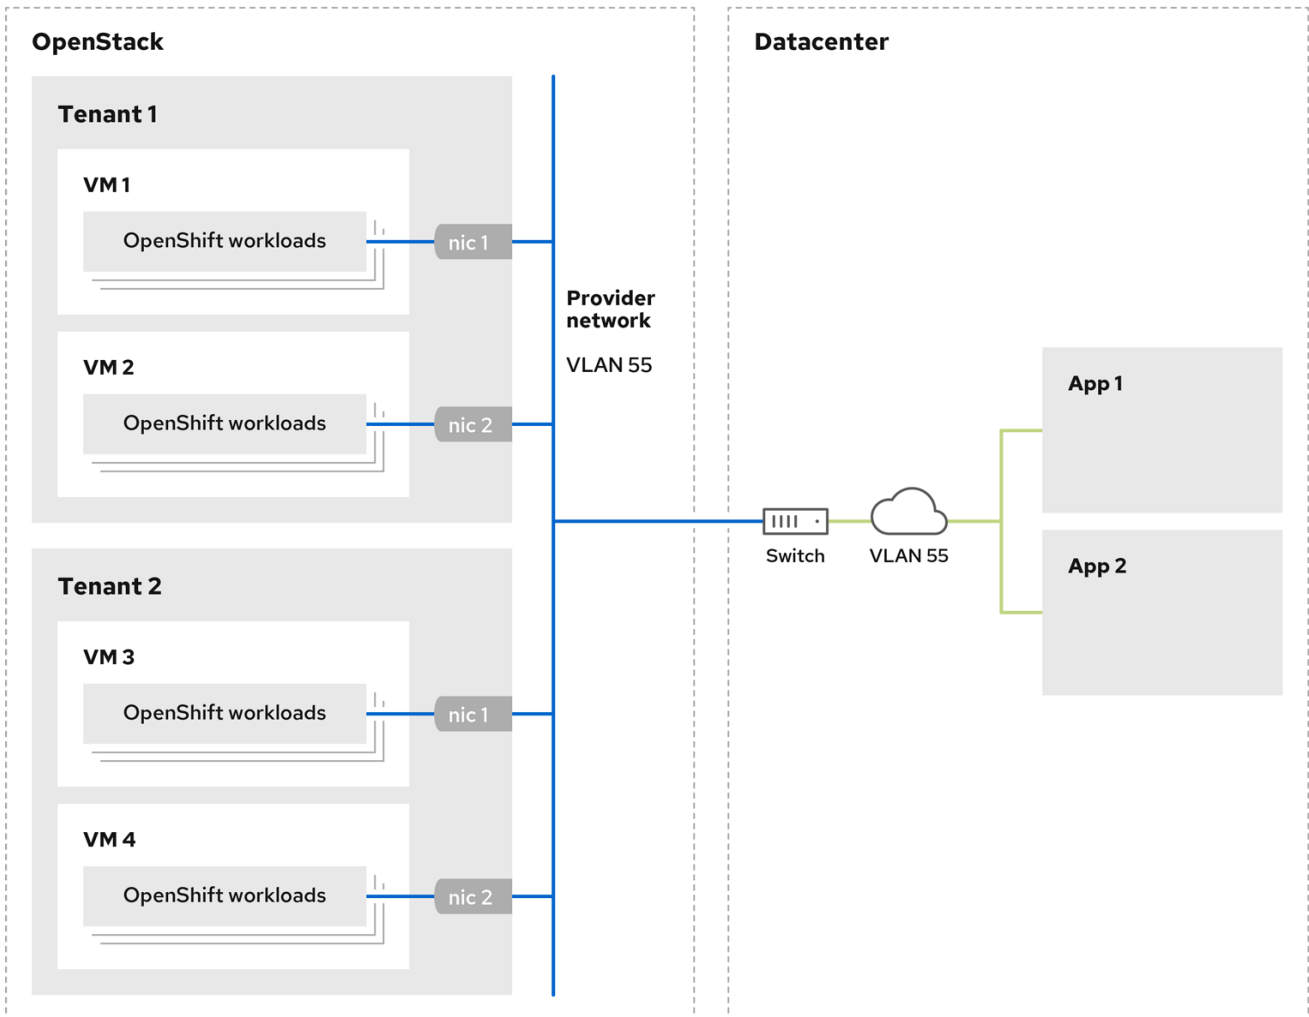 OpenStack
Tenant 1
VM 1
OpenShift workloads
nic 1
VM 2
OpenShift workloads
nic 2
Tenant 2
VM 3
OpenShift workloads
nic 1
VM 4
OpenShift workloads
nic 2
Provider
network
VLAN 55
Datacenter
Switch
VLAN 55
App 1
App 2